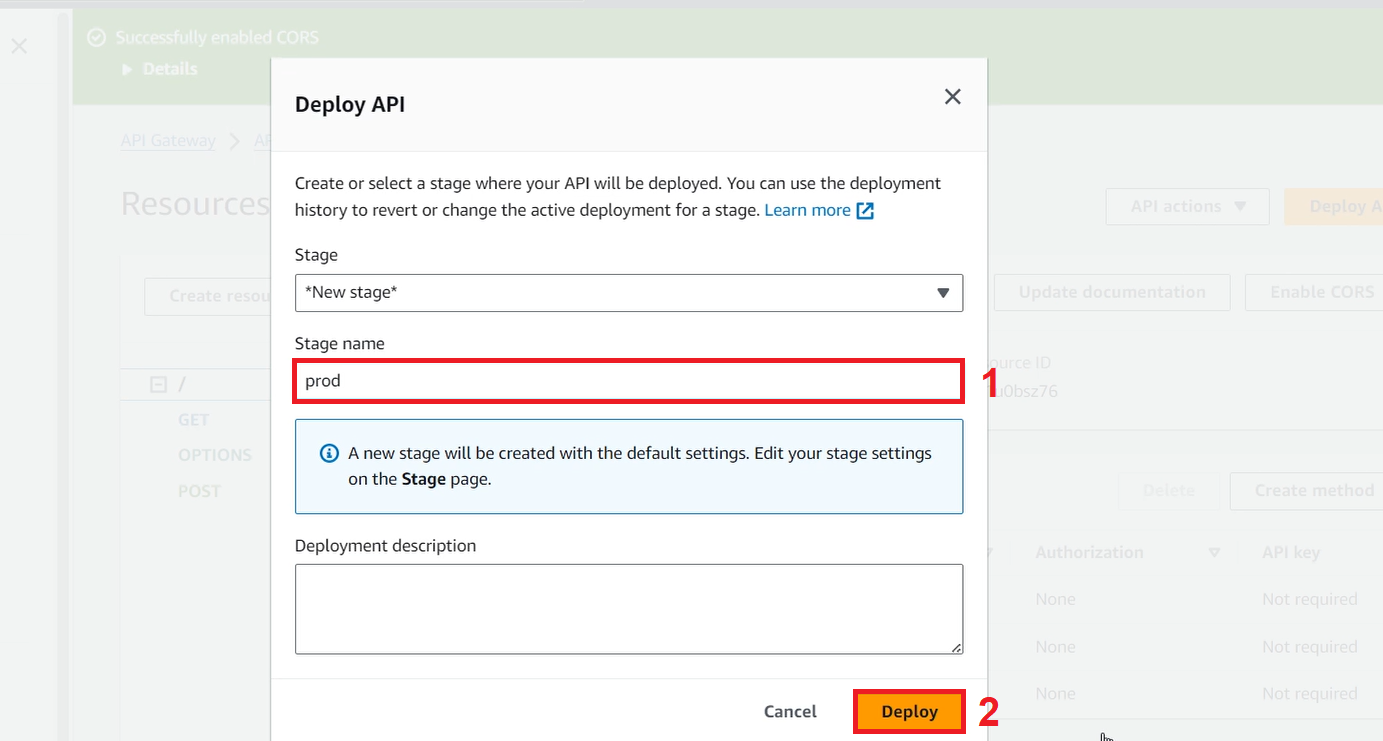 Successfully enabled CORS
Details
Deploy API
API Gateway
Resources
API actions
Deploy A
Create or select a stage where your API will be deployed. You can use the deployment
history to revert or change the active deployment for a stage. Learn more
Stage
*New stage*
Create resou
Update documentation
Enable CORS
Stage name
prod
1
ource ID
u0bsz76
/
GET
OPTIONS
POST
A new stage will be created with the default settings. Edit your stage settings
on the Stage page.
Delete
Create method
Deployment description
Authorization
API key
None
Not required
None
Not required
None
Not required
Cancel
Deploy
2